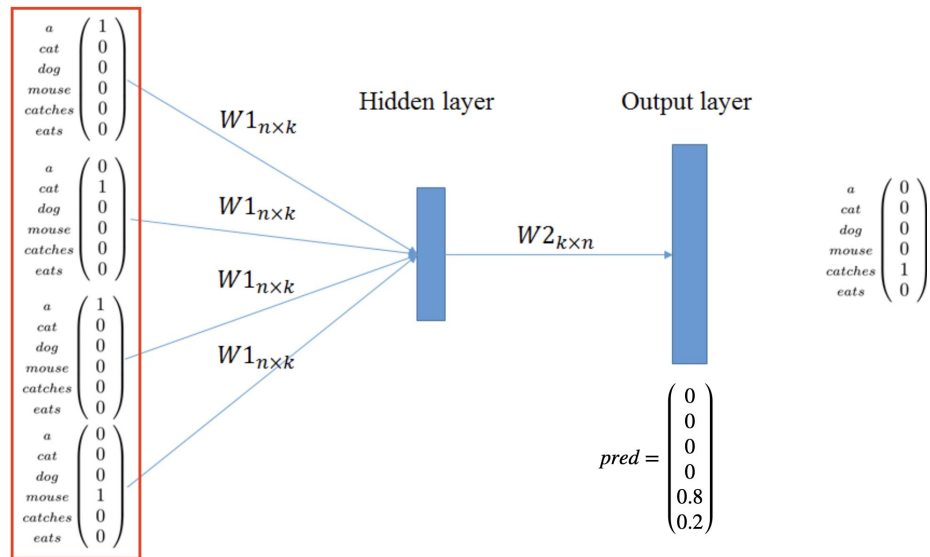 a 1
cat 0
dog 0
mouse 0
catches 0
eats 0
a 0
cat 1
dog 0
mouse 0
catches 0
eats 0
a 1
cat 0
dog 0
mouse 0
catches 0
eats 0
a 0
cat 0
dog 0
mouse 1
catches 0
eats 0
W1n×k
W1n×k
W1n×k
W1n×k
Hidden layer
W2k×n
Output layer
pred =
0
0
0
0
0.8
0.2
a 0
cat 0
dog 0
mouse 0
catches 1
eats 0